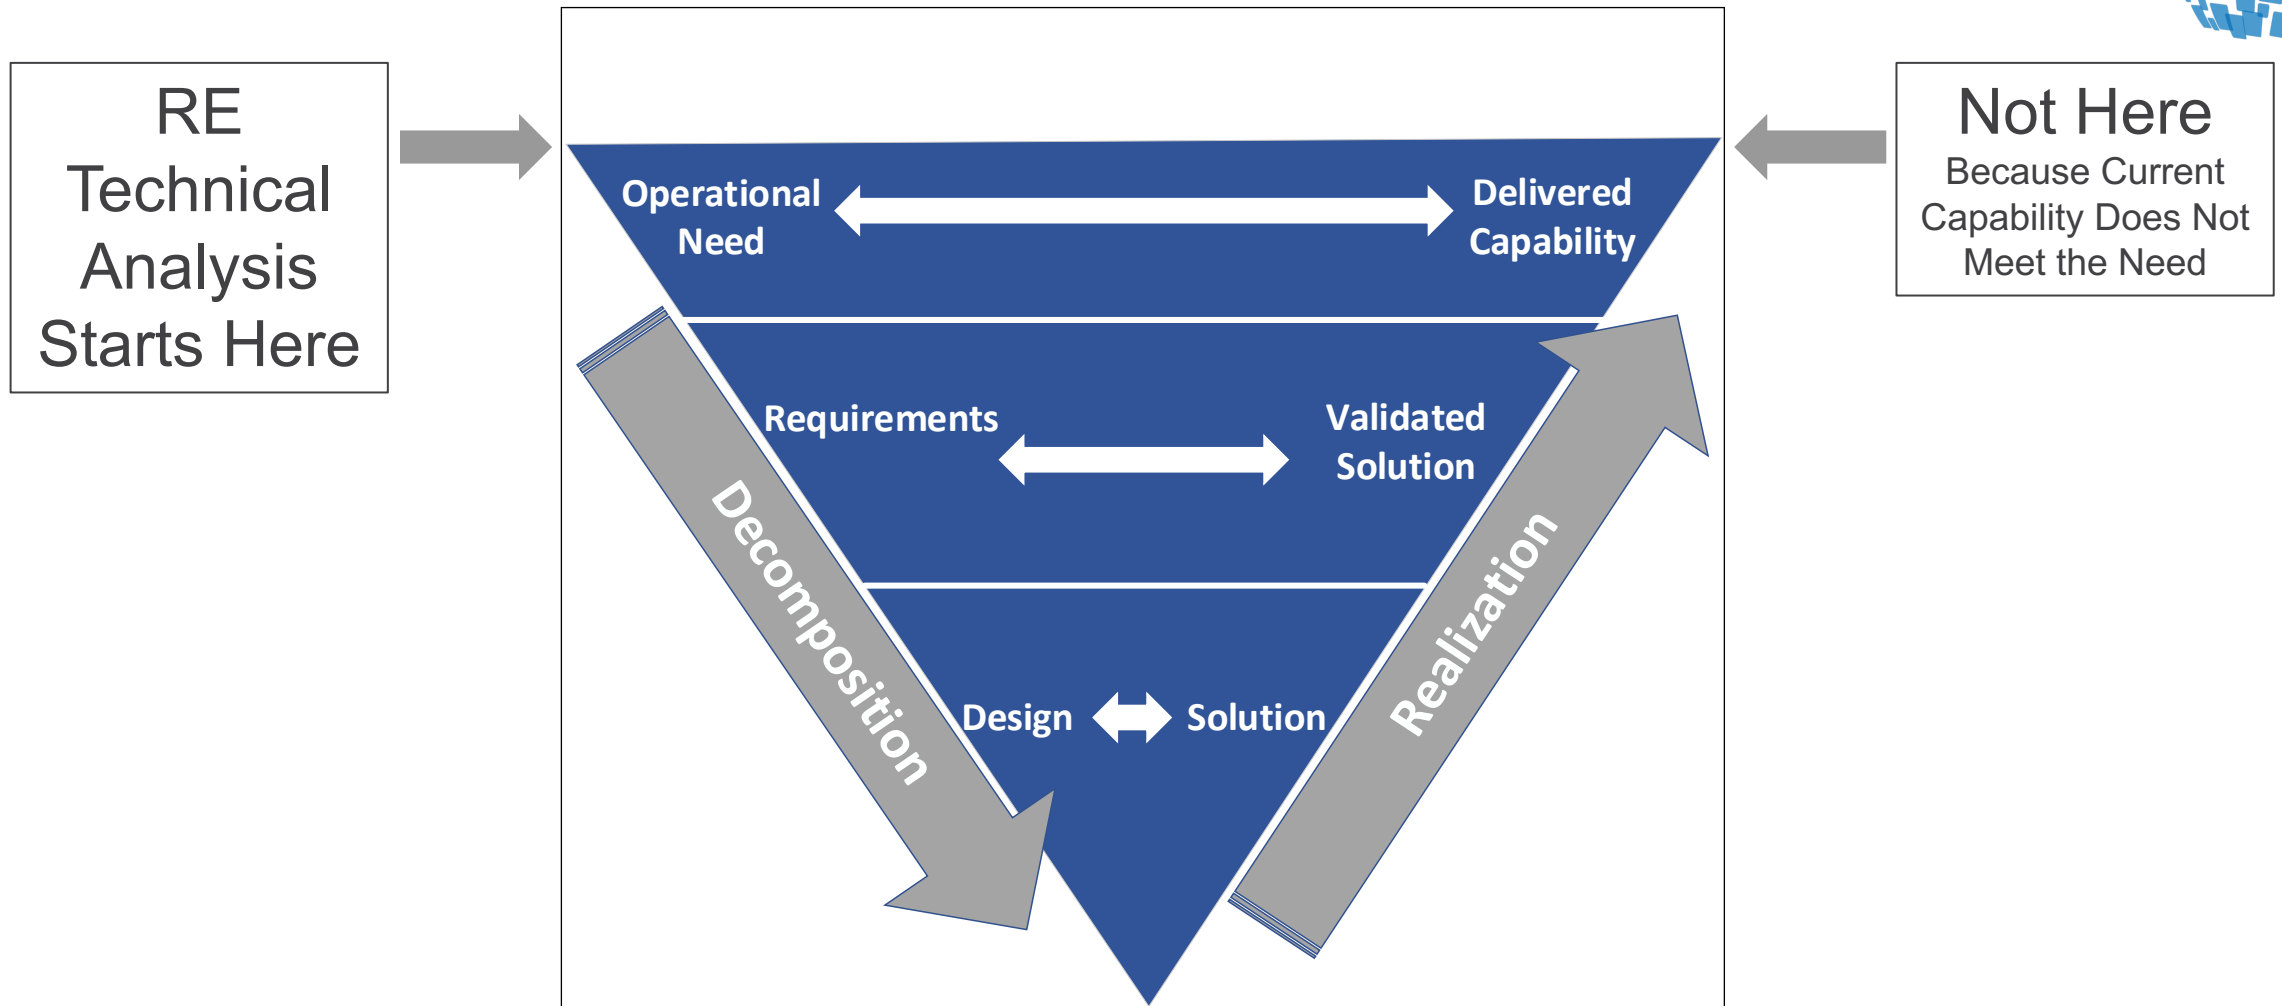 RE
Technical
Analysis
Starts Here
Not Here
Because Current
Capability Does Not
Meet the Need
Operational
Need
Delivered
Capability
Requirements
Validated
Solution
Design
Solution
Decomposition
Realization